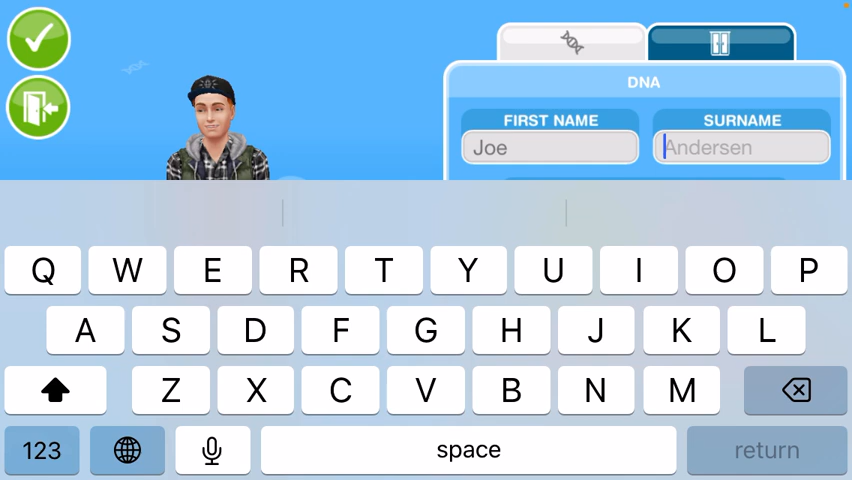 DNA
FIRST NAME SURNAME
Joe Andersen
Q W E R T Y U I O P
A S D F G H J K L
Z X C V B N M
123 space return